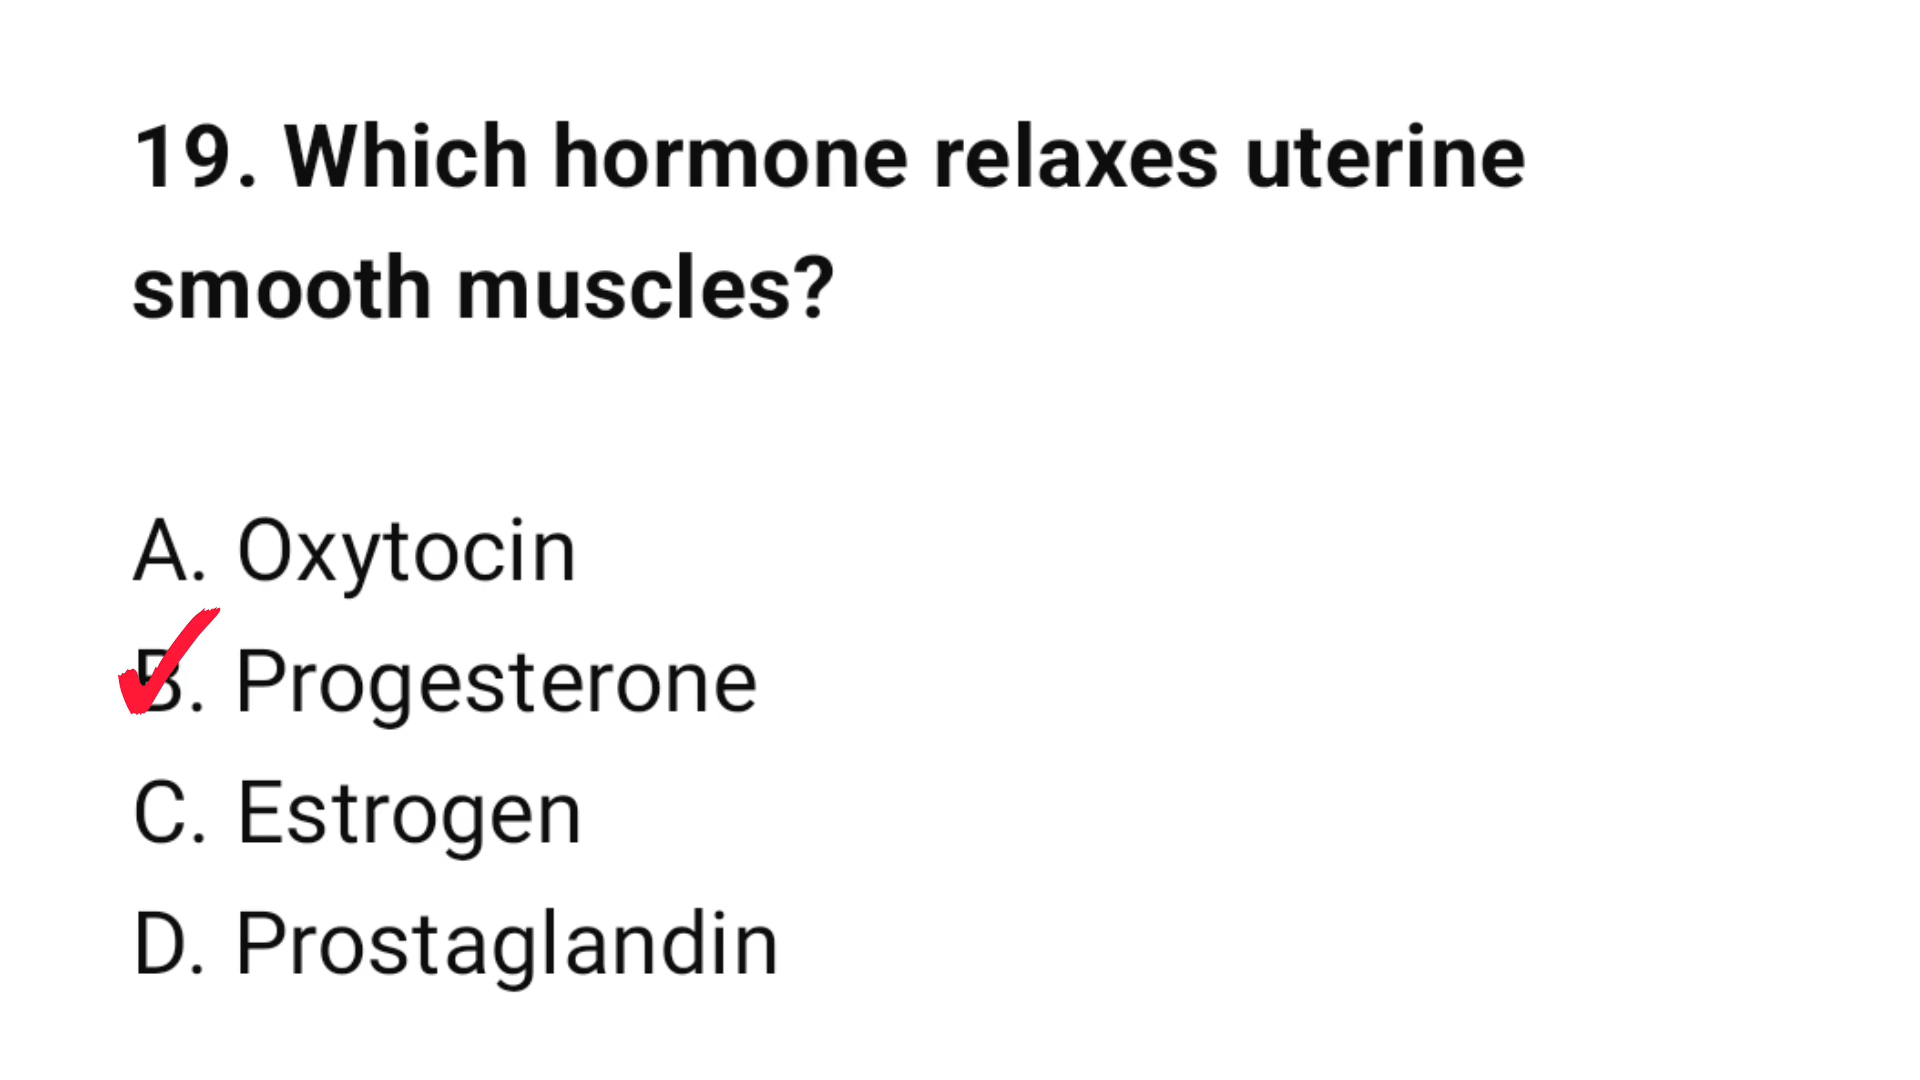 19. Which hormone relaxes uterine
smooth muscles?
A. Oxytocin
B. Progesterone
C. Estrogen
D. Prostaglandin